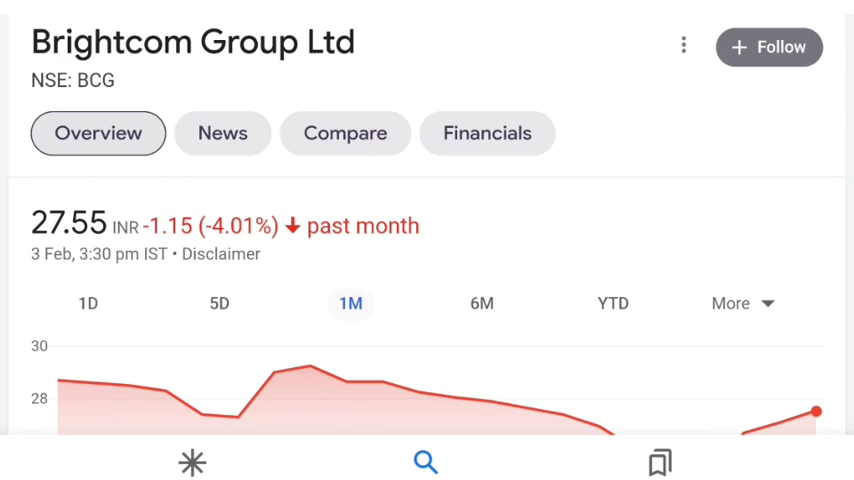 Brightcom Group Ltd
+ Follow
NSE: BCG
Overview News Compare Financials
27.55 INR -1.15 (-4.01%) ↓ past month
3 Feb, 3:30 pm IST • Disclaimer
1D 5D 1M 6M YTD More
30
28